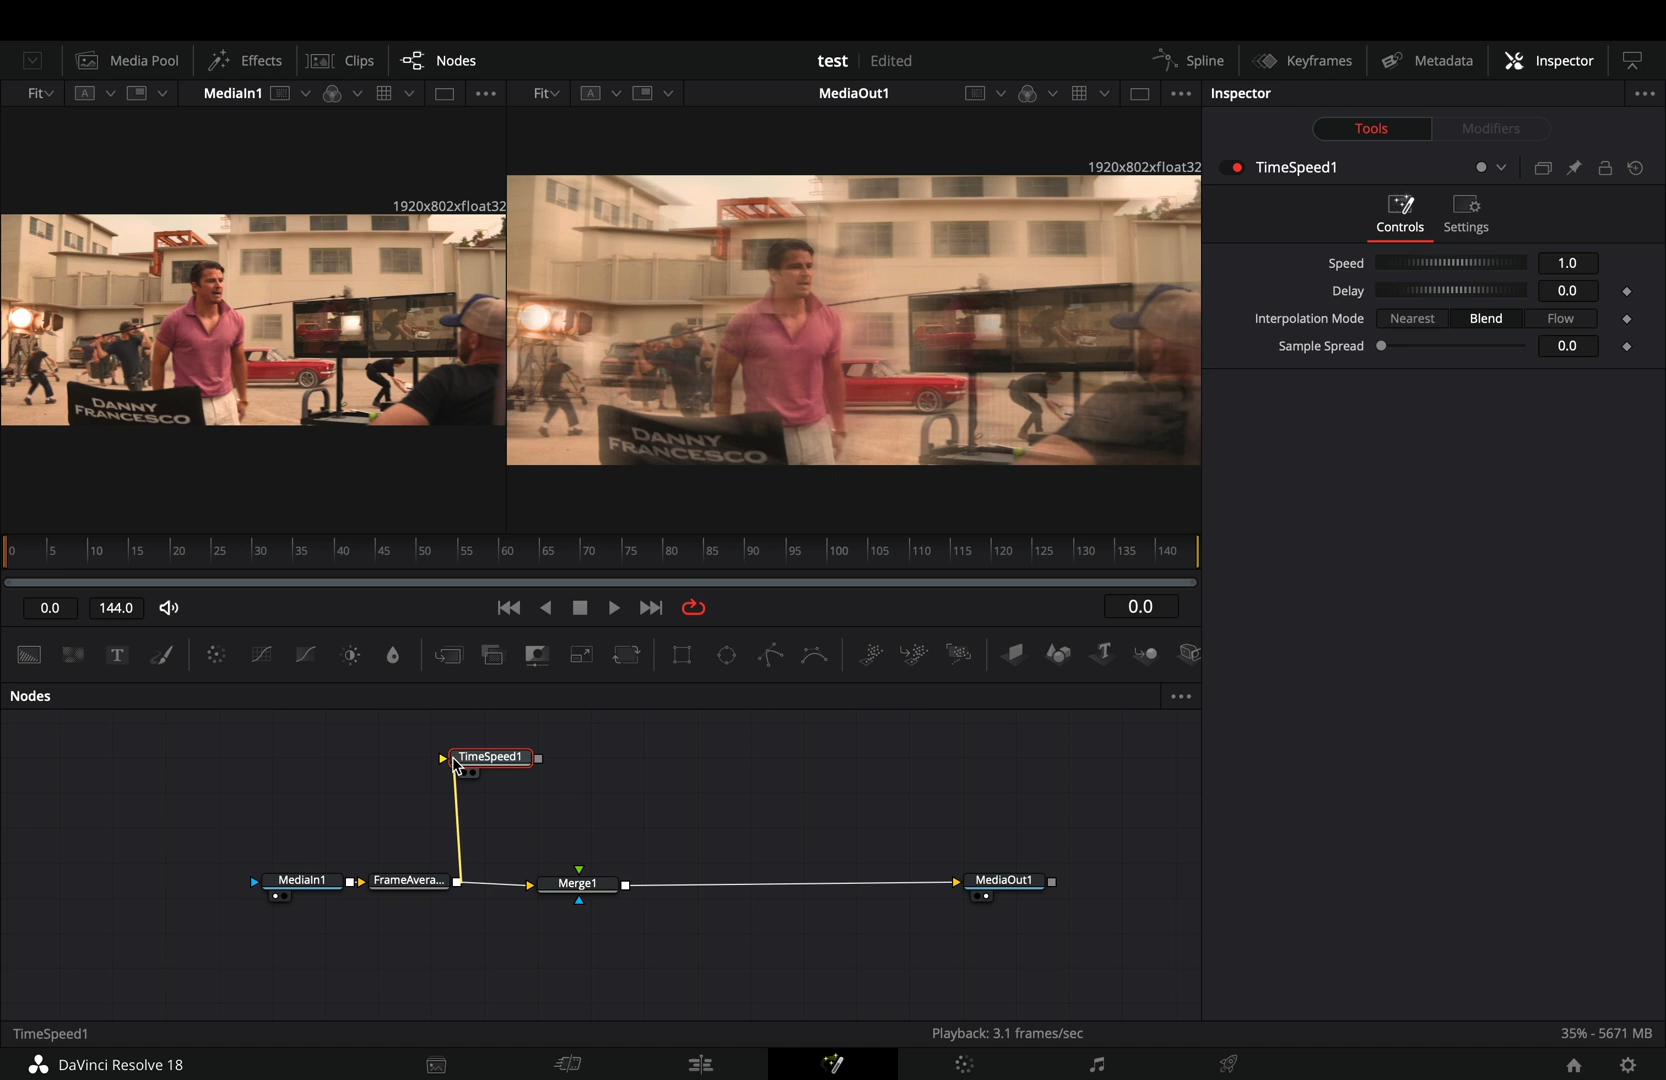 Media Pool
Effects
Clips
Nodes
test
Edited
Spline
Keyframes
Metadata
Inspector
Fit
A
MediaIn1
Fit
A
MediaOut1
Inspector
Tools
Modifiers
TimeSpeed1
1920x802xfloat32
1920x802xfloat32
Controls
Settings
Speed
1.0
Delay
0.0
Interpolation Mode
Nearest
Blend
Flow
Sample Spread
0.0
DANNY
FRANCESCO
DANNY
FRANCESCO
0 5 10 15 20 25 30 35 40 45 50 55 60 65 70 75 80 85 90 95 100 105 110 115 120 125 130 135 140
0.0
144.0
0.0
T
T
Nodes
TimeSpeed1
MediaIn1
FrameAvera...
Merge1
MediaOut1
TimeSpeed1
Playback: 3.1 frames/sec
35% - 5671 MB
DaVinci Resolve 18